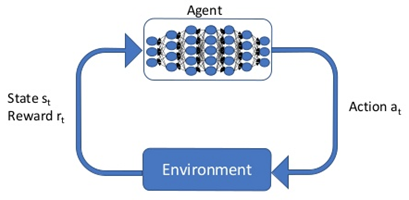 Agent
State sₜ
Reward rₜ
Action aₜ
Environment